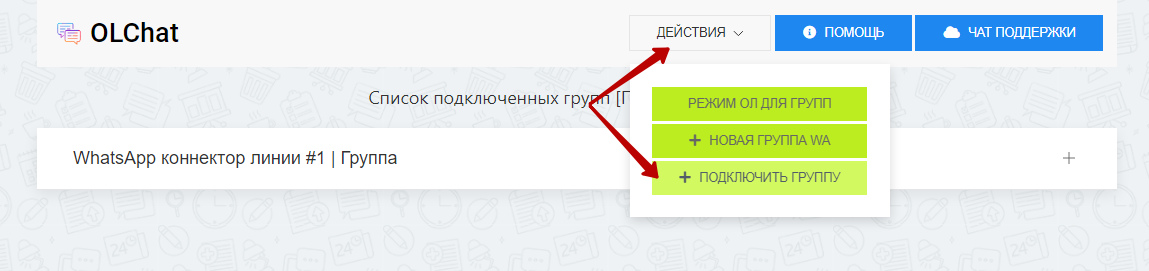 OLChat
ДЕЙСТВИЯ
ПОМОЩЬ
ЧАТ ПОДДЕРЖКИ
Список подключенных групп [Г
РЕЖИМ ОЛ ДЛЯ ГРУПП
+ НОВАЯ ГРУППА WA
+ ПОДКЛЮЧИТЬ ГРУППУ
WhatsApp коннектор линии #1 | Группа
+